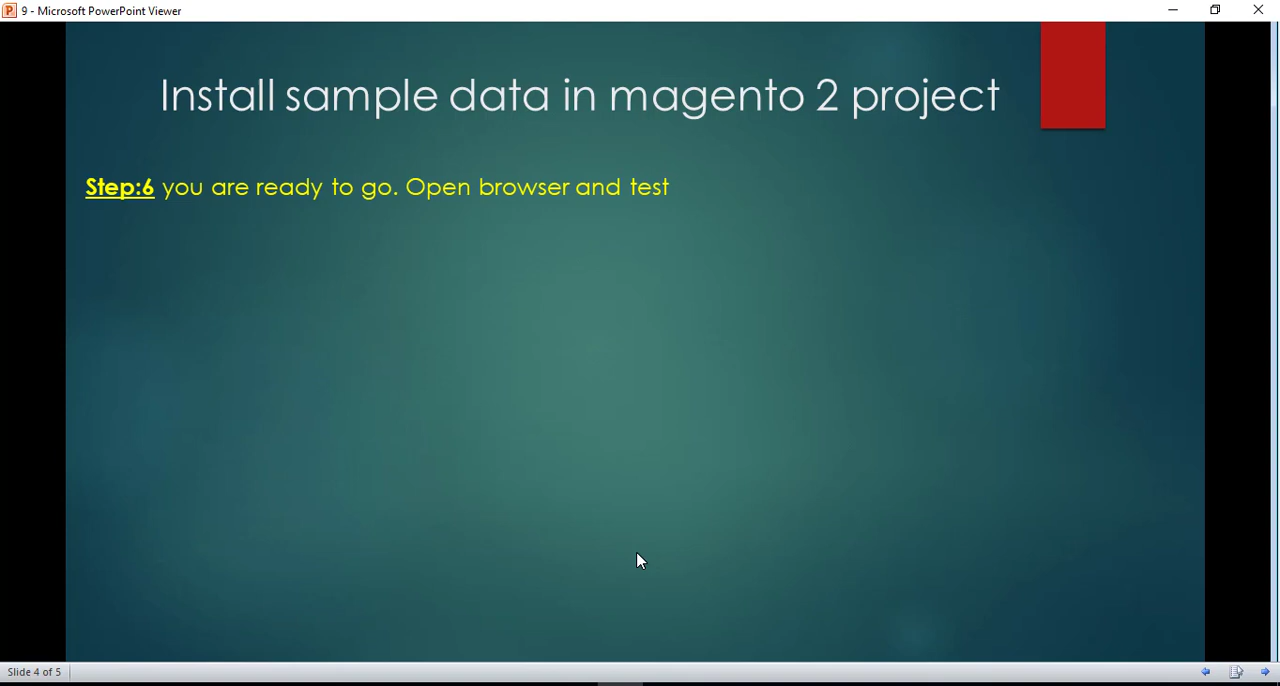 9 - Microsoft PowerPoint Viewer
Install sample data in magento 2 project
Step:6 you are ready to go. Open browser and test
Slide 4 of 5